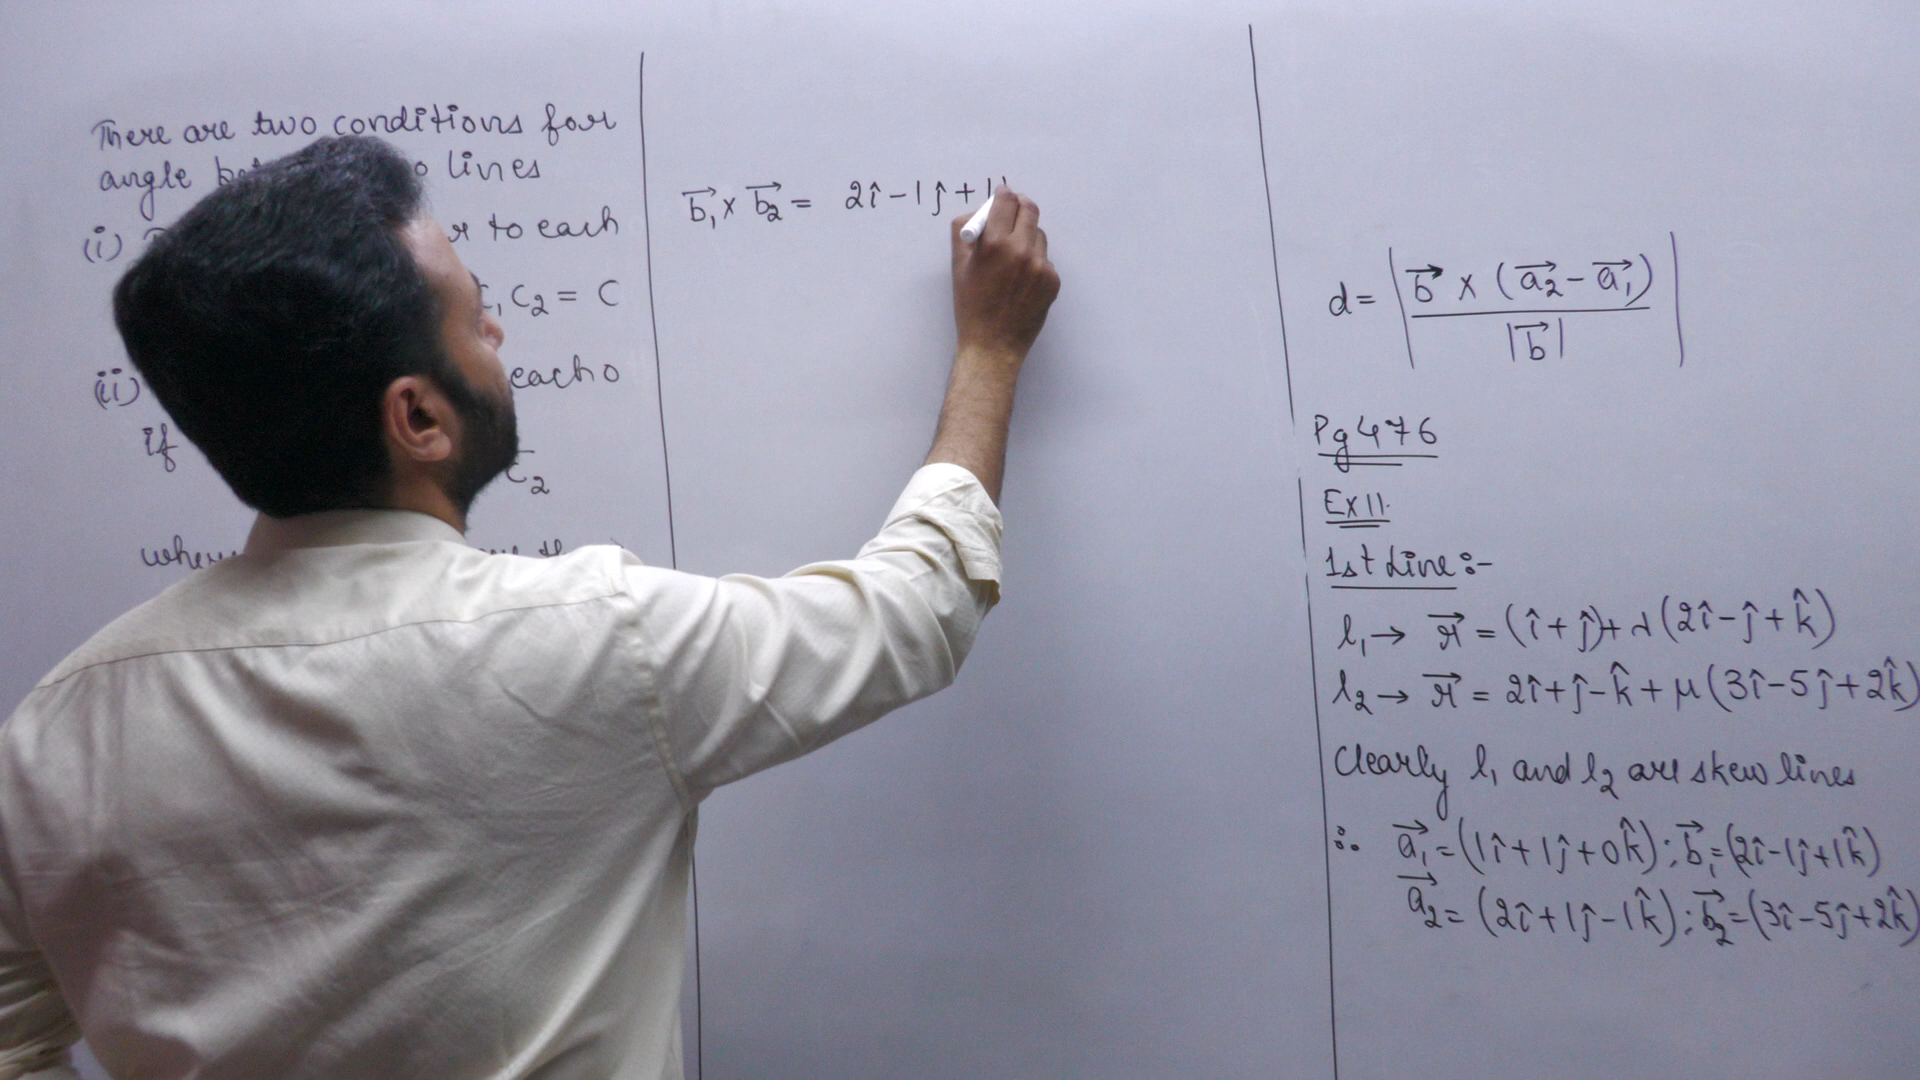 There are two conditions for
angle lines
(i) to each
C₂ = C
(ii) each o
if
C₂
b₁⃗ × b₂⃗ = 2î - 1ĵ + 1
d = | b⃗ × (a₂⃗ - a₁⃗) / |b⃗| |
Pg 476
Ex 11.
1st Line :-
l₁ → r⃗ = (î + ĵ) + λ (2î - ĵ + k̂)
l₂ → r⃗ = 2î + ĵ - k̂ + μ (3î - 5ĵ + 2k̂)
Clearly l₁ and l₂ are skew lines
∴ a₁⃗ = (1î + 1ĵ + 0k̂) ; b₁⃗ = (2î - 1ĵ + 1k̂)
a₂⃗ = (2î + 1ĵ - 1k̂) ; b₂⃗ = (3î - 5ĵ + 2k̂)